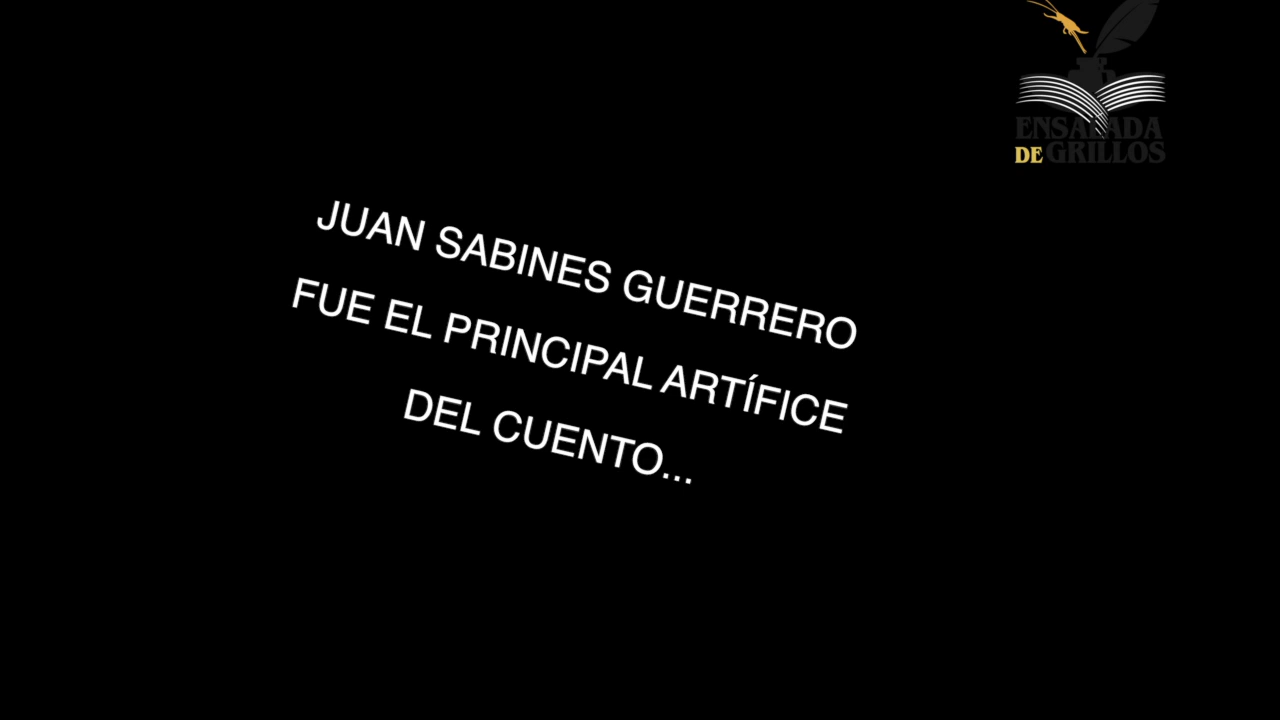 ENSALADA
DE GRILLOS
JUAN SABINES GUERRERO
FUE EL PRINCIPAL ARTÍFICE
DEL CUENTO...